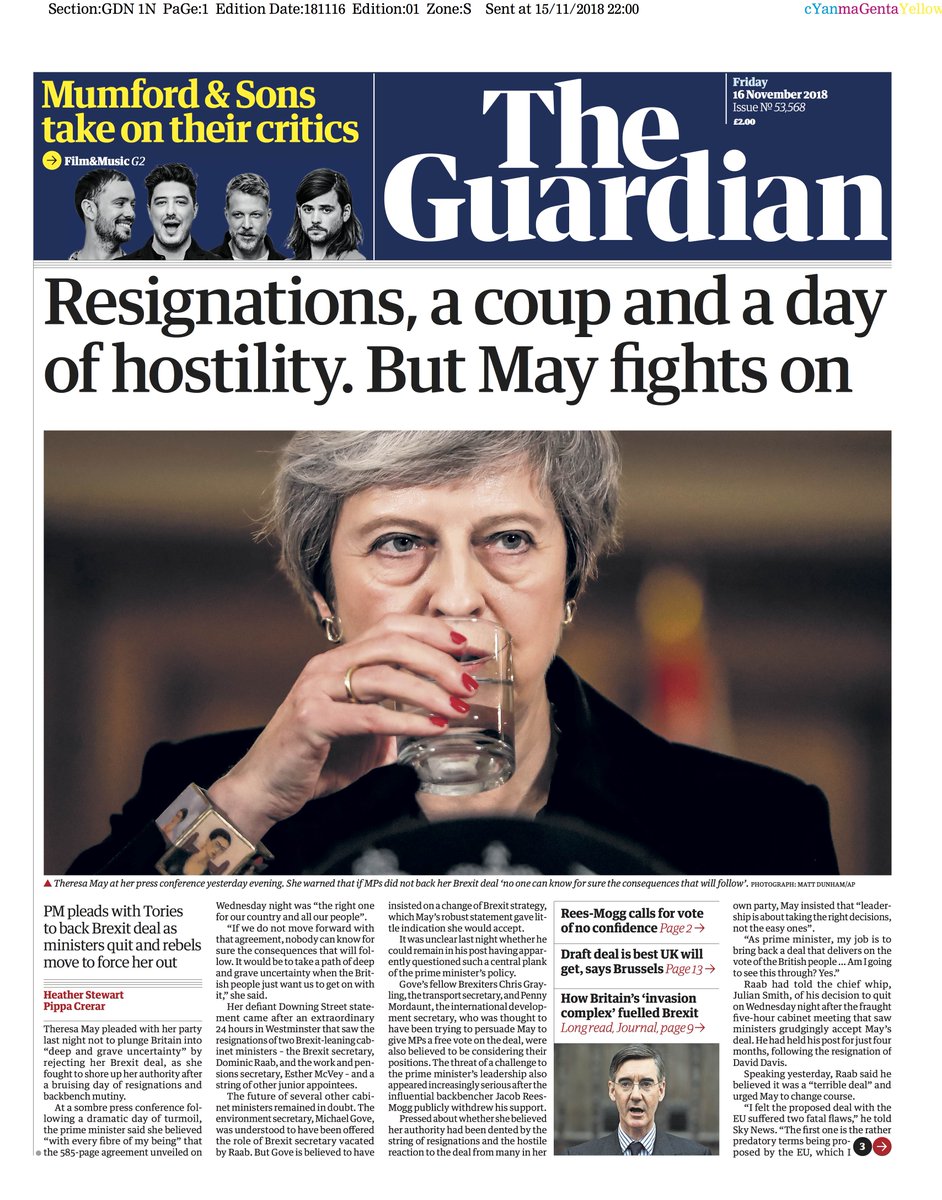 Section:GDN 1N PaGe:1 Edition Date:181116 Edition:01 Zone:S Sent at 15/11/2018 22:00
cYanmaGentaYellow
Mumford & Sons
take on their critics
Film&Music G2
The
Guardian
Friday
16 November 2018
Issue № 53,568
£2.00
Resignations, a coup and a day
of hostility. But May fights on
▲ Theresa May at her press conference yesterday evening. She warned that if MPs did not back her Brexit deal ‘no one can know for sure the consequences that will follow’. PHOTOGRAPH: MATT DUNHAM/AP
PM pleads with Tories
to back Brexit deal as
ministers quit and rebels
move to force her out
Heather Stewart
Pippa Crerar
Theresa May pleaded with her party
last night not to plunge Britain into
“deep and grave uncertainty” by
rejecting her Brexit deal, as she
fought to shore up her authority after
a bruising day of resignations and
backbench mutiny.
At a sombre press conference fol-
lowing a dramatic day of turmoil,
the prime minister said she believed
“with every fibre of my being” that
the 585-page agreement unveiled on
Wednesday night was “the right one
for our country and all our people”.
“If we do not move forward with
that agreement, nobody can know for
sure the consequences that will fol-
low. It would be to take a path of deep
and grave uncertainty when the Brit-
ish people just want us to get on with
it,” she said.
Her defiant Downing Street state-
ment came after an extraordinary
24 hours in Westminster that saw the
resignations of two Brexit-leaning cab-
inet ministers – the Brexit secretary,
Dominic Raab, and the work and pen-
sions secretary, Esther McVey – and a
string of other junior appointees.
The future of several other cabi-
net ministers remained in doubt. The
environment secretary, Michael Gove,
was understood to have been offered
the role of Brexit secretary vacated
by Raab. But Gove is believed to have
insisted on a change of Brexit strategy,
which May’s robust statement gave lit-
tle indication she would accept.
It was unclear last night whether he
could remain in his post having appar-
ently questioned such a central plank
of the prime minister’s policy.
Gove’s fellow Brexiters Chris Gray-
ling, the transport secretary, and Penny
Mordaunt, the international develop-
ment secretary, who was thought to
have been trying to persuade May to
give MPs a free vote on the deal, were
also believed to be considering their
positions. The threat of a challenge to
the prime minister’s leadership also
appeared increasingly serious after the
influential backbencher Jacob Rees-
Mogg publicly withdrew his support.
Pressed about whether she believed
her authority had been dented by the
string of resignations and the hostile
reaction to the deal from many in her
Rees-Mogg calls for vote
of no confidence Page 2 →
Draft deal is best UK will
get, says Brussels Page 13 →
How Britain’s ‘invasion
complex’ fuelled Brexit
Long read, Journal, page 9 →
own party, May insisted that “leader-
ship is about taking the right decisions,
not the easy ones”.
“As prime minister, my job is to
bring back a deal that delivers on the
vote of the British people ... Am I going
to see this through? Yes.”
Raab had told the chief whip,
Julian Smith, of his decision to quit
on Wednesday night after the fraught
five-hour cabinet meeting that saw
ministers grudgingly accept May’s
deal. He had held his post for just four
months, following the resignation of
David Davis.
Speaking yesterday, Raab said he
believed it was a “terrible deal” and
urged May to change course.
“I felt the proposed deal with the
EU suffered two fatal flaws,” he told
Sky News. “The first one is the rather
predatory terms being pro-
posed by the EU, which I
3 →